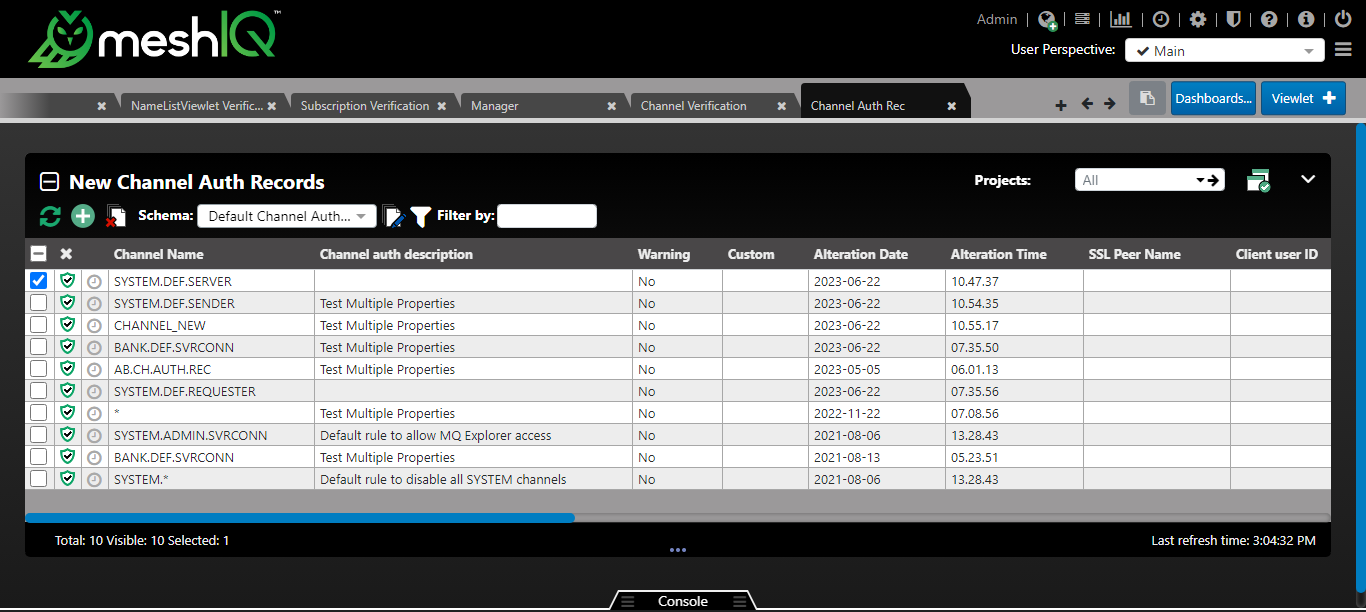 meshIQ™
Admin
User Perspective: Main
NameListViewlet Verific...
Subscription Verification
Manager
Channel Verification
Channel Auth Rec
Dashboards...
Viewlet
New Channel Auth Records
Projects: All
Schema: Default Channel Auth... Filter by:
Channel Name Channel auth description Warning Custom Alteration Date Alteration Time SSL Peer Name Client user ID
SYSTEM.DEF.SERVER No 2023-06-22 10.47.37
SYSTEM.DEF.SENDER Test Multiple Properties No 2023-06-22 10.54.35
CHANNEL_NEW Test Multiple Properties No 2023-06-22 10.55.17
BANK.DEF.SVRCONN Test Multiple Properties No 2023-06-22 07.35.50
AB.CH.AUTH.REC Test Multiple Properties No 2023-05-05 06.01.13
SYSTEM.DEF.REQUESTER No 2023-06-22 07.35.56
* Test Multiple Properties No 2022-11-22 07.08.56
SYSTEM.ADMIN.SVRCONN Default rule to allow MQ Explorer access No 2021-08-06 13.28.43
BANK.DEF.SVRCONN Test Multiple Properties No 2021-08-13 05.23.51
SYSTEM.* Default rule to disable all SYSTEM channels No 2021-08-06 13.28.43
Total: 10 Visible: 10 Selected: 1
Last refresh time: 3:04:32 PM
Console